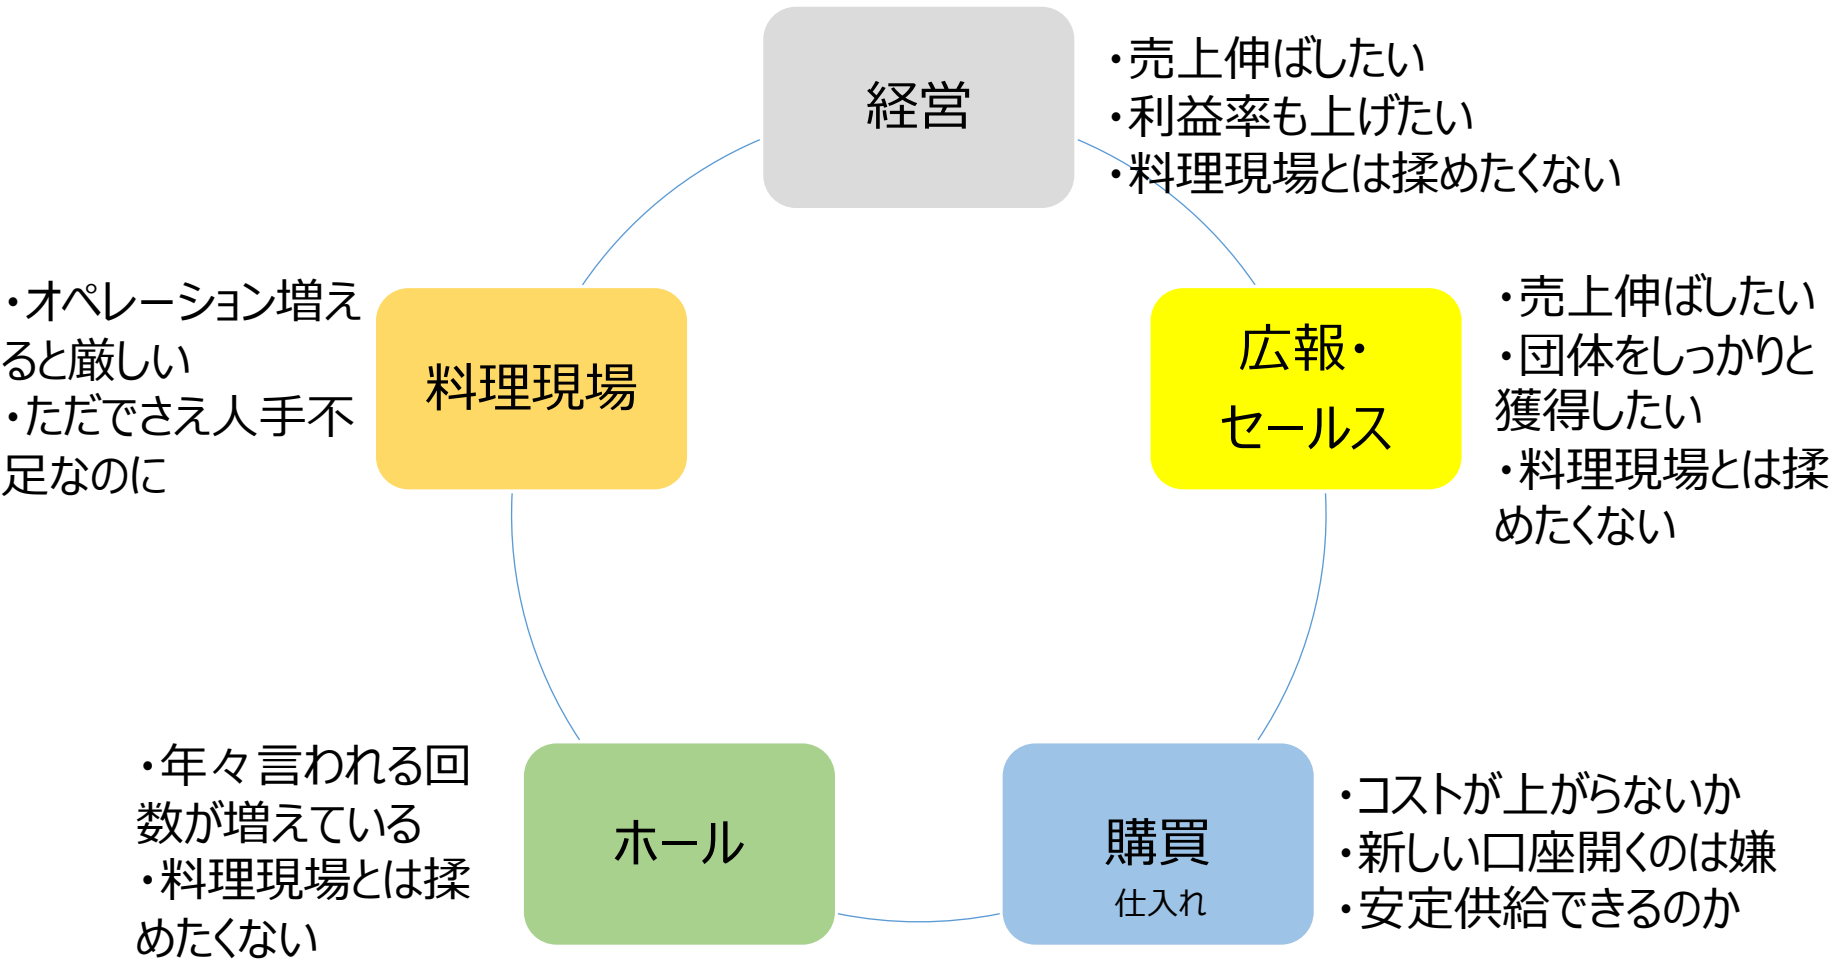 経営
・売上伸ばしたい
・利益率も上げたい
・料理現場とは揉めたくない
広報・
セールス
・売上伸ばしたい
・団体をしっかりと
獲得したい
・料理現場とは揉
めたくない
購買
仕入れ
・コストが上がらないか
・新しい口座開くのは嫌
・安定供給できるのか
ホール
・年々言われる回
数が増えている
・料理現場とは揉
めたくない
料理現場
・オペレーション増え
ると厳しい
・ただでさえ人手不
足なのに